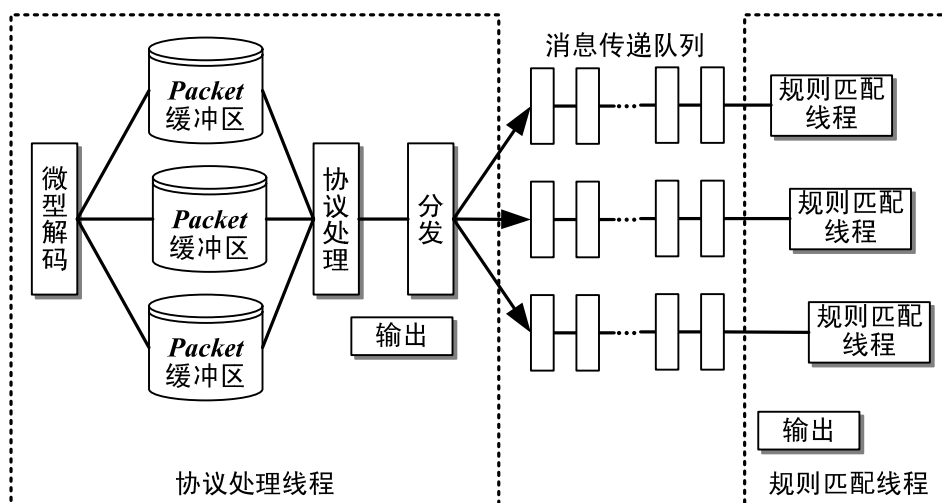 消息传递队列
Packet
缓冲区
Packet
缓冲区
Packet
缓冲区
微型解码
协议处理
分发
输出
规则匹配
线程
规则匹配
线程
规则匹配
线程
输出
协议处理线程
规则匹配线程